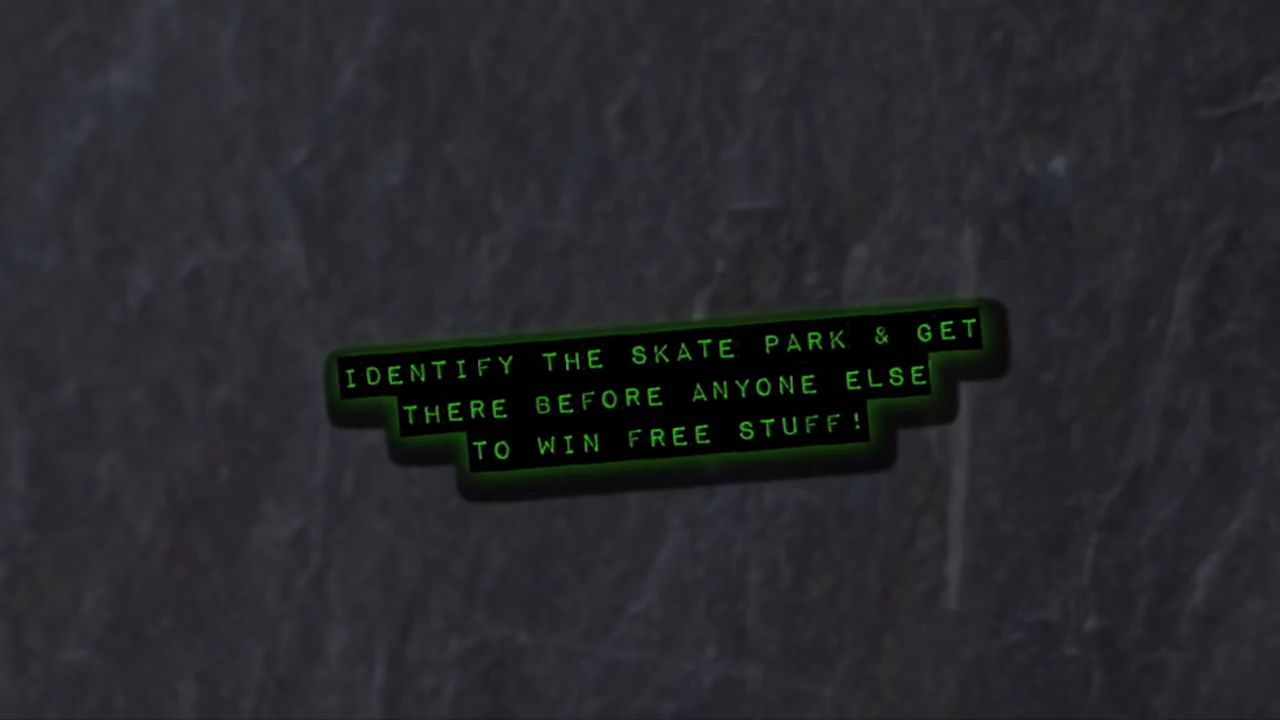 IDENTIFY THE SKATE PARK & GET
THERE BEFORE ANYONE ELSE
TO WIN FREE STUFF!